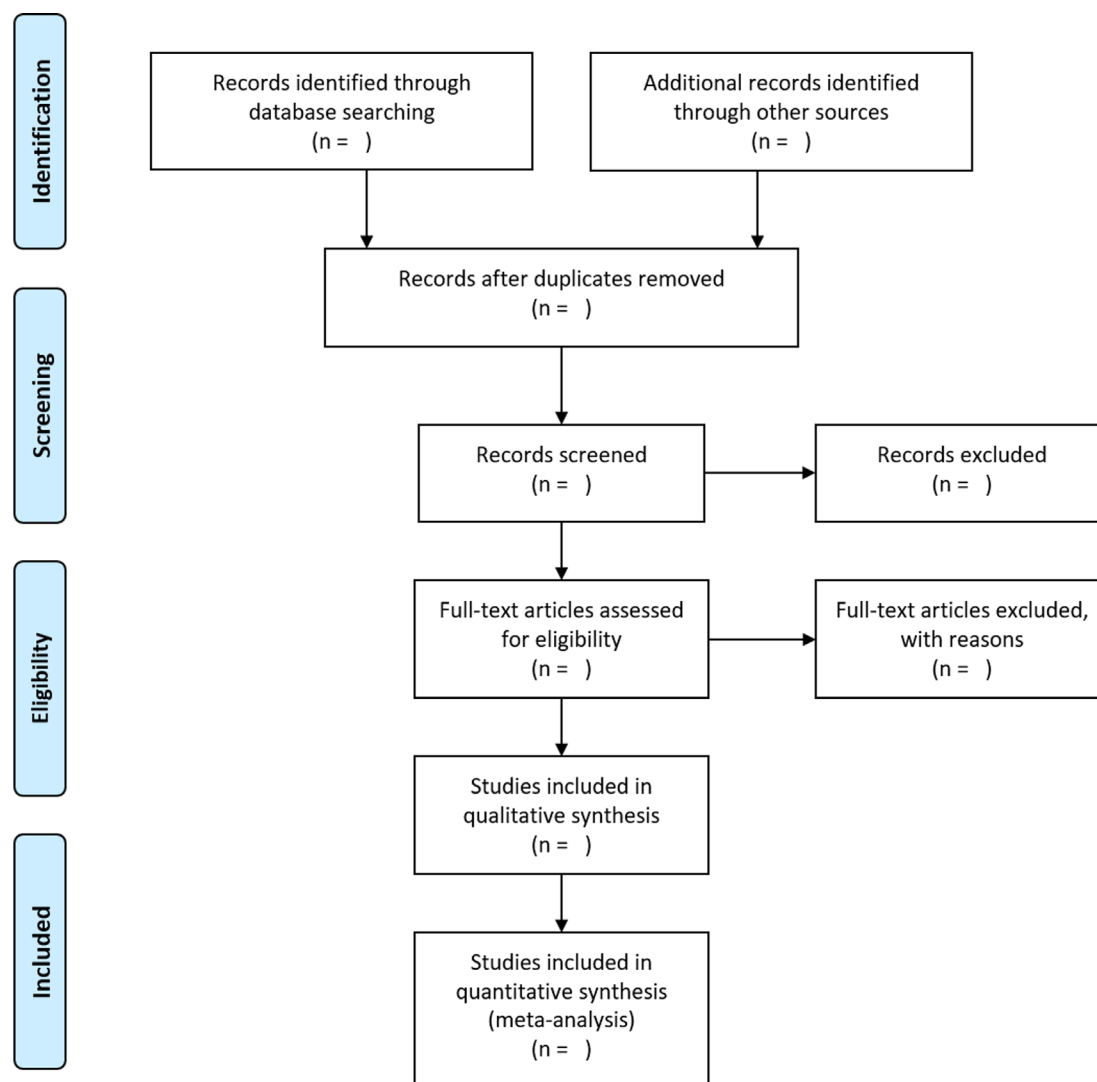 Identification
Records identified through
database searching
(n =   )
Additional records identified
through other sources
(n =   )
Records after duplicates removed
(n =   )
Screening
Records screened
(n =   )
Records excluded
(n =   )
Eligibility
Full-text articles assessed
for eligibility
(n =   )
Full-text articles excluded,
with reasons
(n =   )
Studies included in
qualitative synthesis
(n =   )
Included
Studies included in
quantitative synthesis
(meta-analysis)
(n =   )